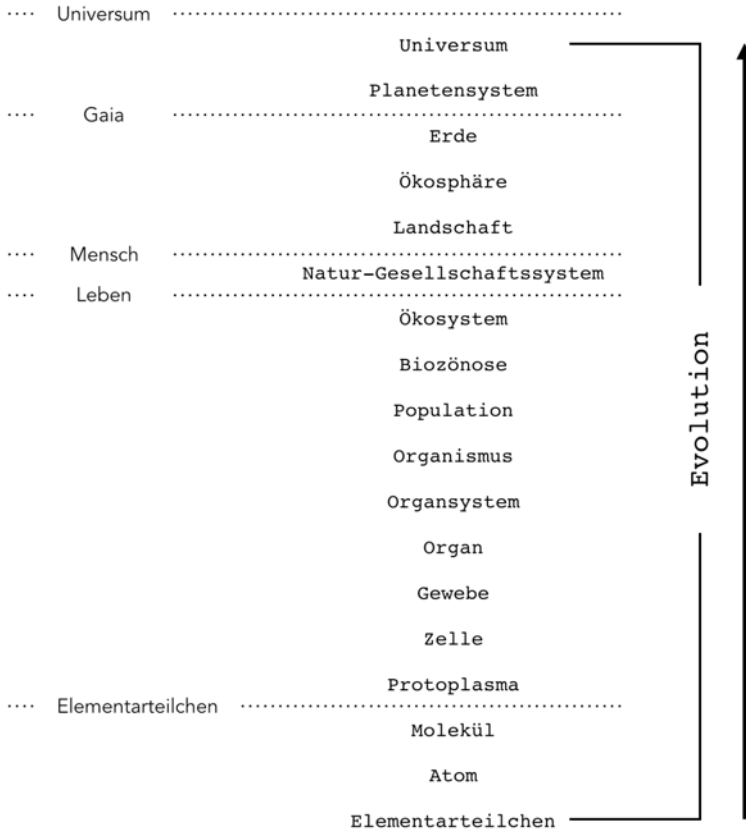 Universum
Universum
Planetensystem
Gaia
Erde
Ökosphäre
Landschaft
Mensch
Natur-Gesellschaftssystem
Leben
Ökosystem
Biozönose
Population
Organismus
Organsystem
Organ
Gewebe
Zelle
Protoplasma
Elementarteilchen
Molekül
Atom
Elementarteilchen
Evolution